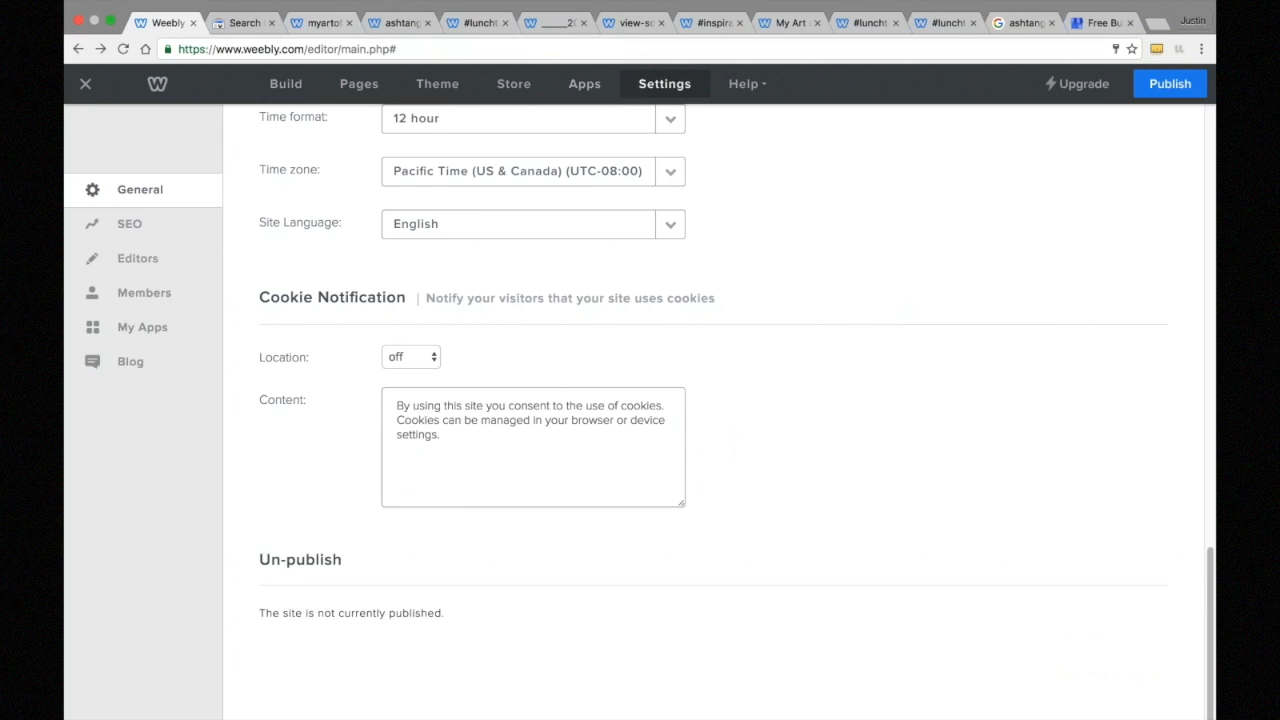 Weebly
Search
myartof
ashtang
#luncht
_____20
view-so
#inspira
My Art
#luncht
#luncht
ashtang
Free Bu
Justin
https://www.weebly.com/editor/main.php#
Build
Pages
Theme
Store
Apps
Settings
Help
Upgrade
Publish
General
SEO
Editors
Members
My Apps
Blog
Time format:
12 hour
Time zone:
Pacific Time (US & Canada) (UTC-08:00)
Site Language:
English
Cookie Notification | Notify your visitors that your site uses cookies
Location:
off
Content:
By using this site you consent to the use of cookies.
Cookies can be managed in your browser or device
settings.
Un-publish
The site is not currently published.